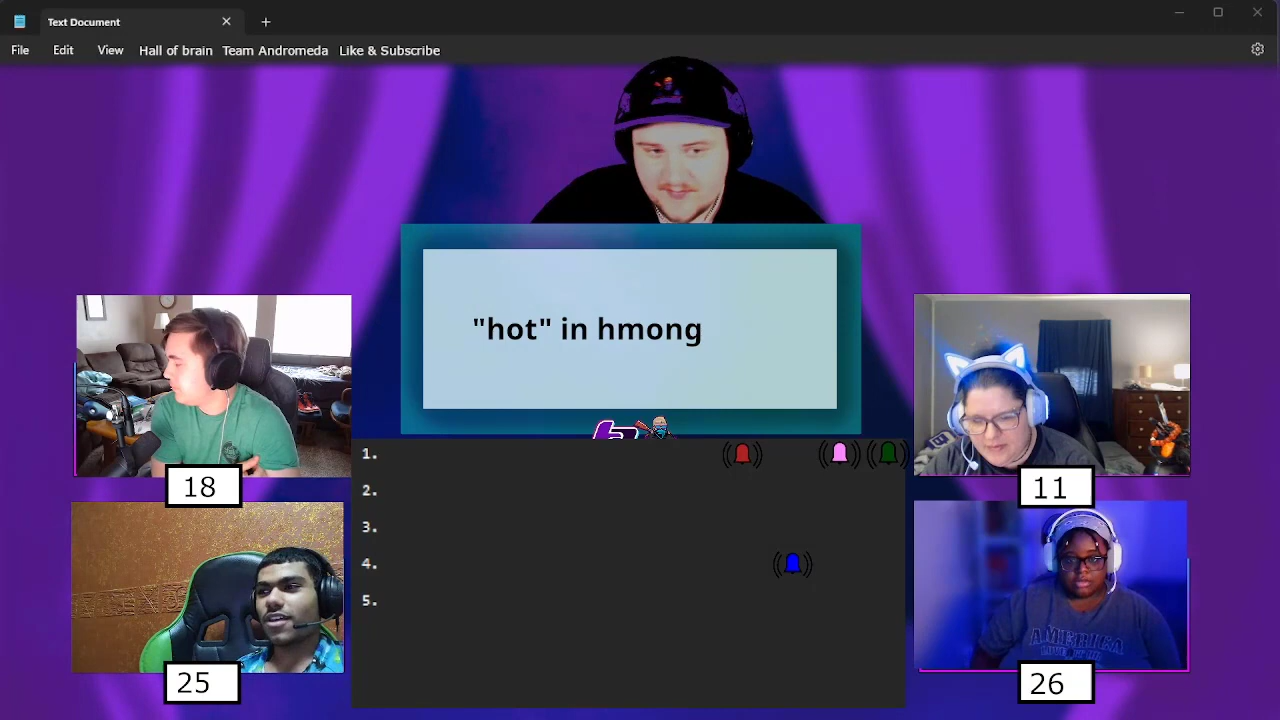 Text Document
File Edit View Hall of brain Team Andromeda Like & Subscribe
"hot" in hmong
1.
2.
3.
4.
5.
18
11
25
26
AMERICA